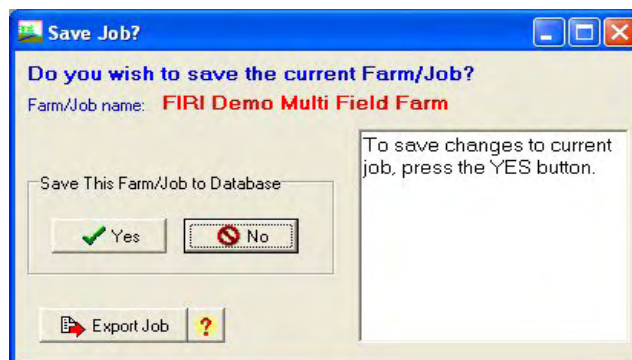 Save Job?
Do you wish to save the current Farm/Job?
Farm/Job name: FIRI Demo Multi Field Farm
To save changes to current
job, press the YES button.
Save This Farm/Job to Database
Yes
No
Export Job
?